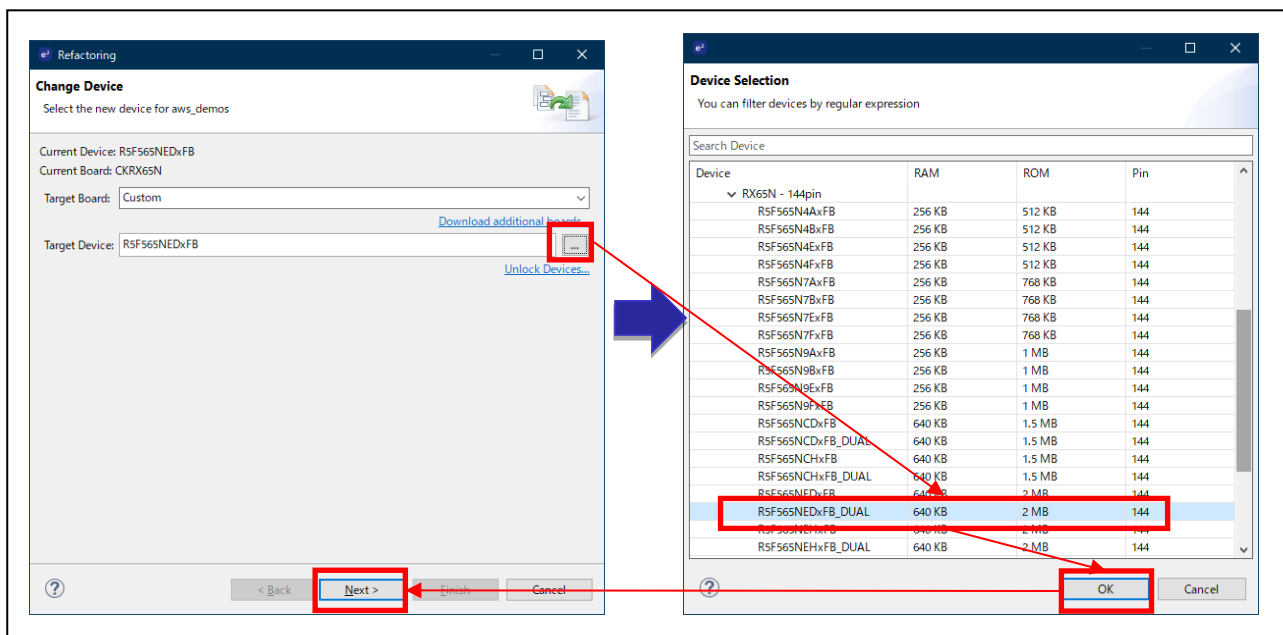 e² Refactoring
Change Device
Select the new device for aws_demos
Current Device: R5F565NEDxFB
Current Board: CKRX65N
Target Board: Custom
Download additional boards...
Target Device: R5F565NEDxFB ...
Unlock Devices...
? < Back Next > Finish Cancel
e²
Device Selection
You can filter devices by regular expression
Search Device
Device RAM ROM Pin
RX65N - 144pin
R5F565N4AxFB 256 KB 512 KB 144
R5F565N4BxFB 256 KB 512 KB 144
R5F565N4ExFB 256 KB 512 KB 144
R5F565N4FxFB 256 KB 512 KB 144
R5F565N7AxFB 256 KB 768 KB 144
R5F565N7BxFB 256 KB 768 KB 144
R5F565N7ExFB 256 KB 768 KB 144
R5F565N7FxFB 256 KB 768 KB 144
R5F565N9AxFB 256 KB 1 MB 144
R5F565N9BxFB 256 KB 1 MB 144
R5F565N9ExFB 256 KB 1 MB 144
R5F565N9FxFB 256 KB 1 MB 144
R5F565NCDxFB 640 KB 1.5 MB 144
R5F565NCDxFB_DUAL 640 KB 1.5 MB 144
R5F565NCHxFB 640 KB 1.5 MB 144
R5F565NCHxFB_DUAL 640 KB 1.5 MB 144
R5F565NEDxFB 640 KB 2 MB 144
R5F565NEDxFB_DUAL 640 KB 2 MB 144
R5F565NEHxFB 640 KB 2 MB 144
R5F565NEHxFB_DUAL 640 KB 2 MB 144
? OK Cancel